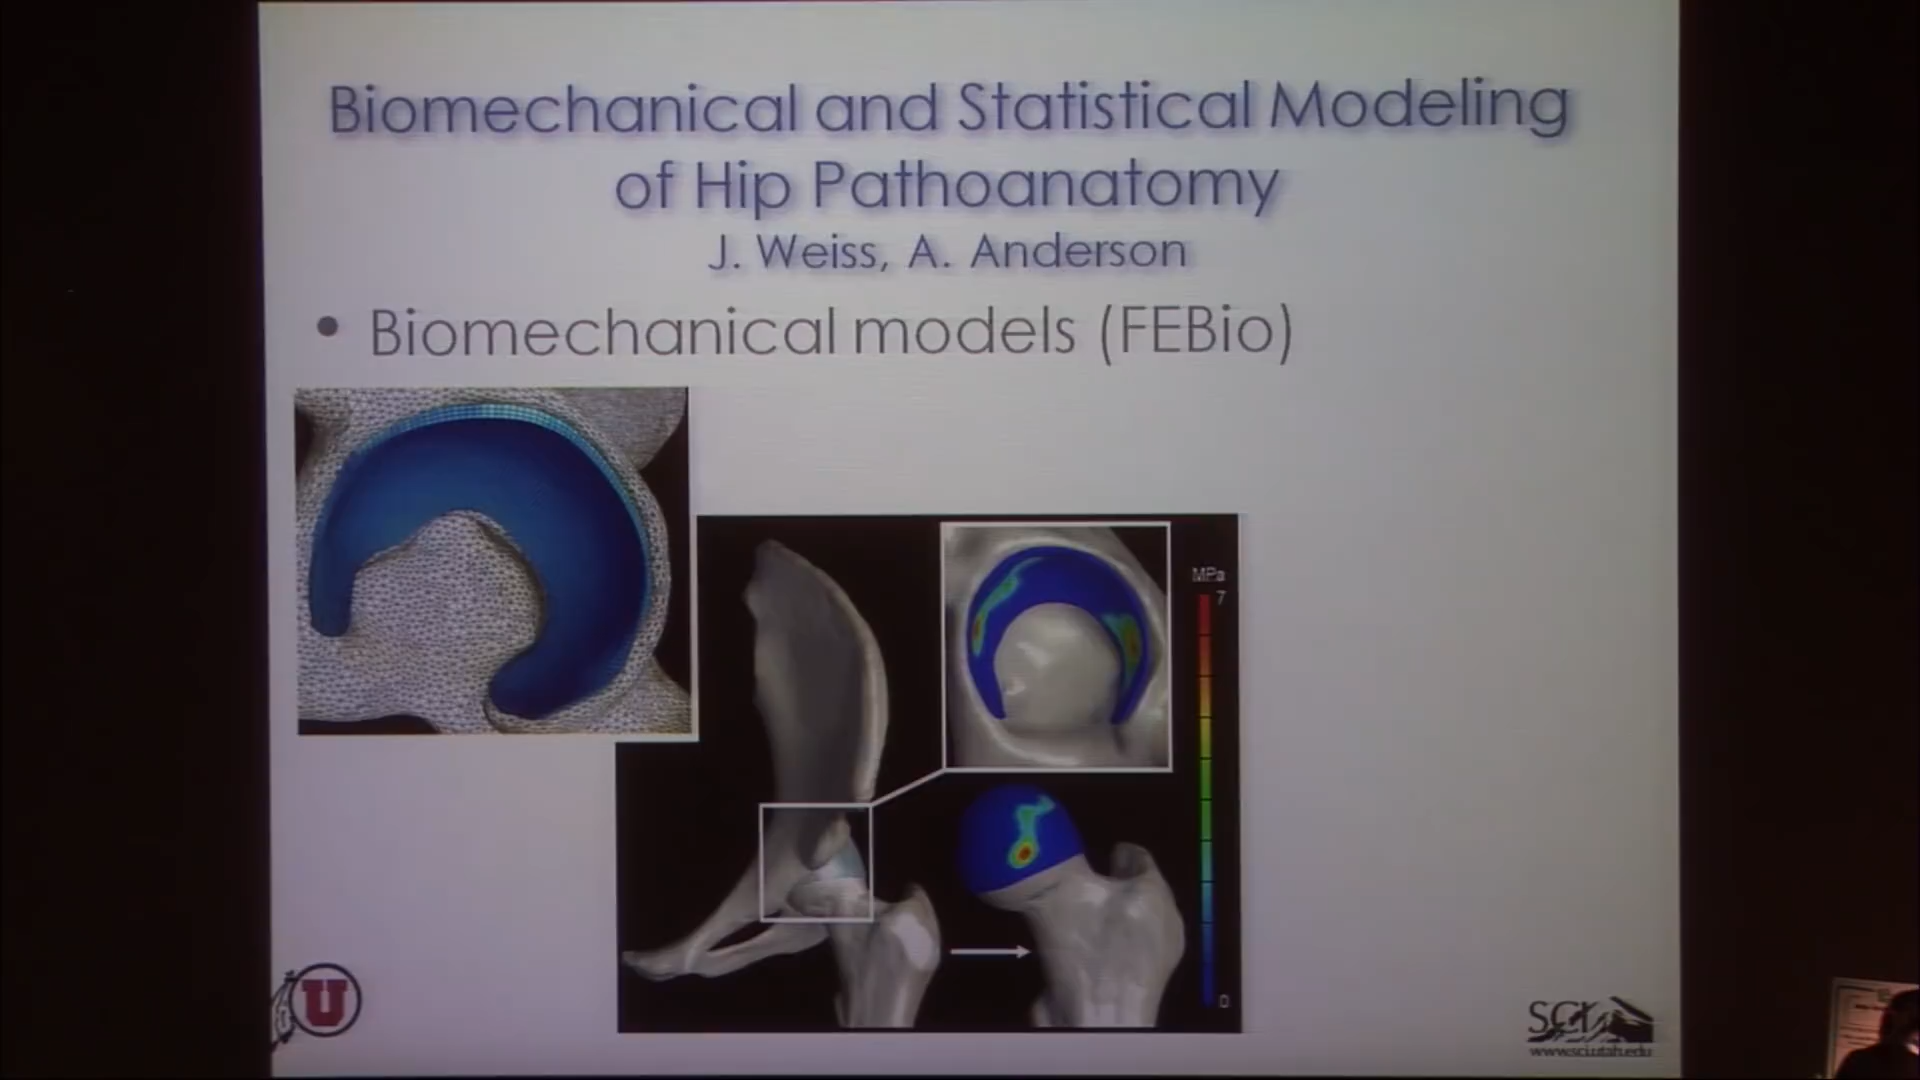 Biomechanical and Statistical Modeling
of Hip Pathoanatomy
J. Weiss, A. Anderson
• Biomechanical models (FEBio)
MPa
7
0
U
SCI
www.sci.utah.edu